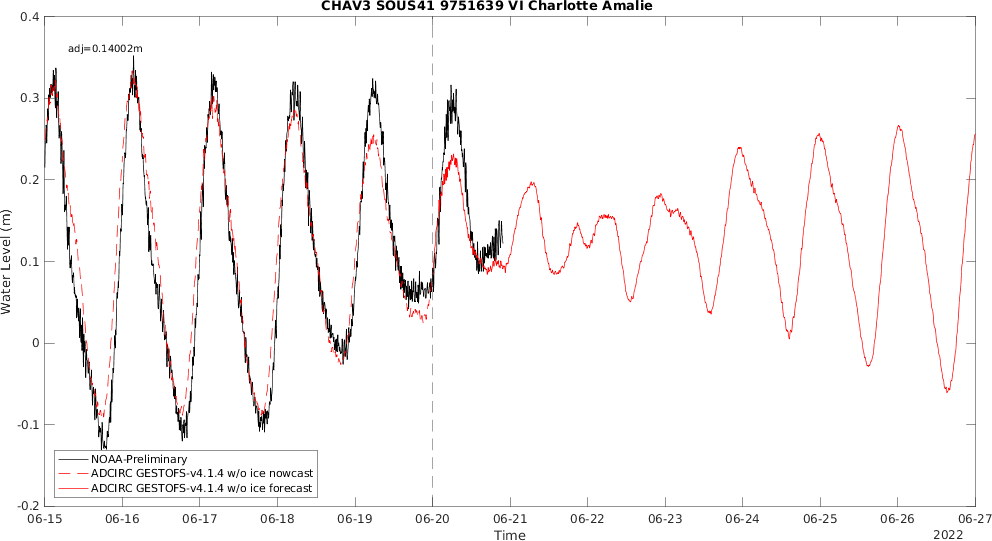 CHAV3 SOUS41 9751639 VI Charlotte Amalie
adj=0.14002m
0.4
0.3
0.2
0.1
0
-0.1
-0.2
Water Level (m)
NOAA-Preliminary
ADCIRC GESTOFS-v4.1.4 w/o ice nowcast
ADCIRC GESTOFS-v4.1.4 w/o ice forecast
06-15 06-16 06-17 06-18 06-19 06-20 06-21 06-22 06-23 06-24 06-25 06-26 06-27
Time
2022